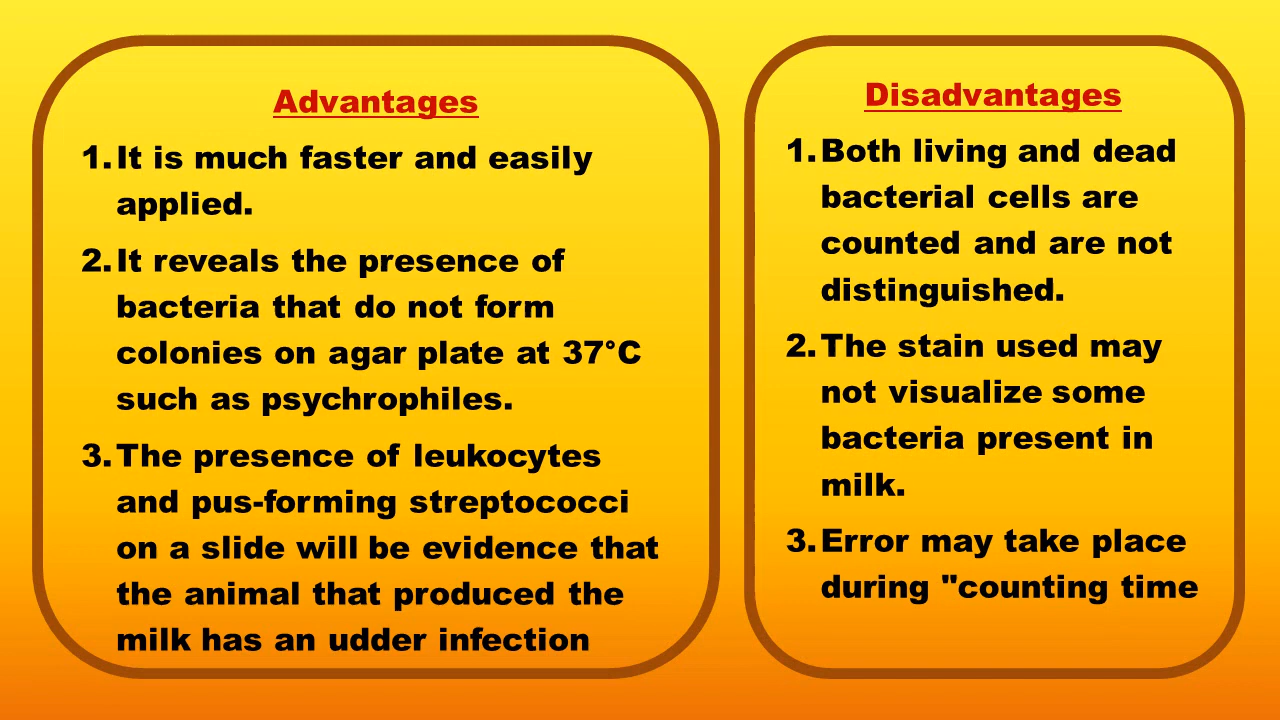 Advantages
1. It is much faster and easily
applied.
2. It reveals the presence of
bacteria that do not form
colonies on agar plate at 37°C
such as psychrophiles.
3. The presence of leukocytes
and pus-forming streptococci
on a slide will be evidence that
the animal that produced the
milk has an udder infection
Disadvantages
1. Both living and dead
bacterial cells are
counted and are not
distinguished.
2. The stain used may
not visualize some
bacteria present in
milk.
3. Error may take place
during "counting time